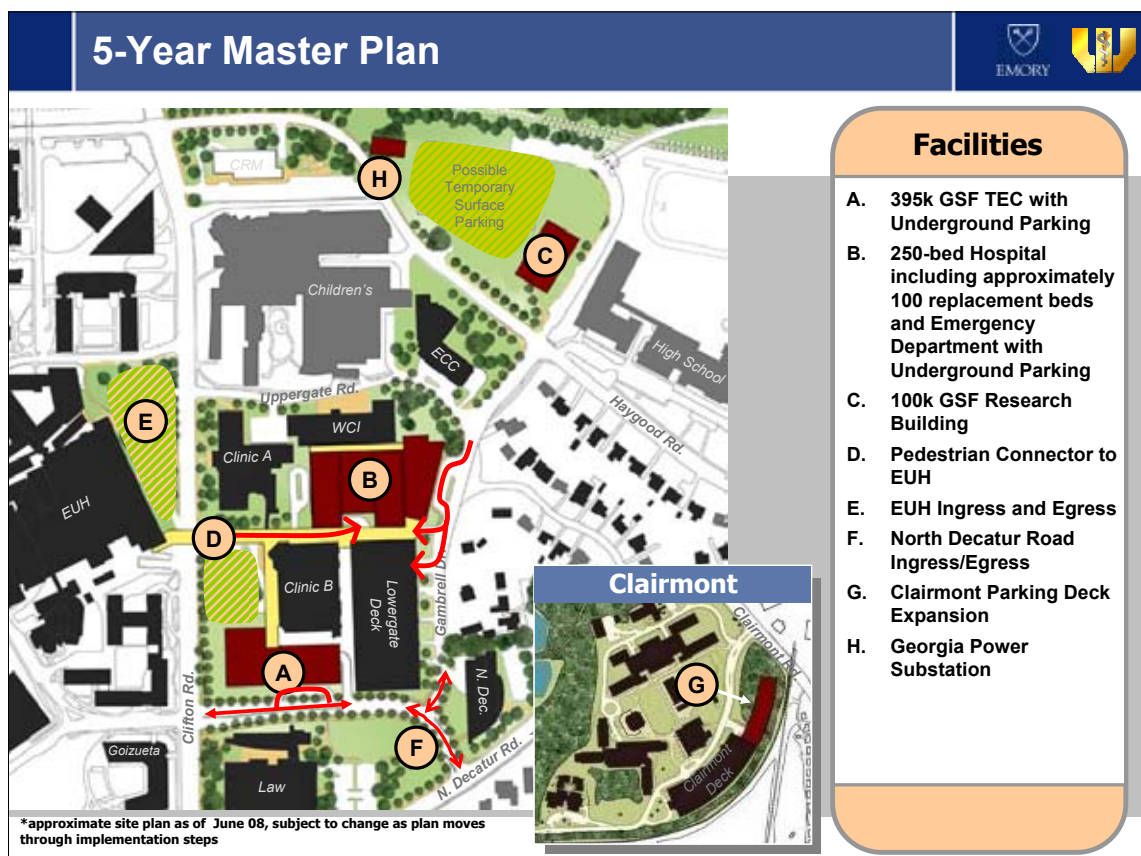 5-Year Master Plan
EMORY
CRM
H
Possible
Temporary
Surface
Parking
C
Children's
ECC
High School
Uppergate Rd.
Haygood Rd.
E
WCI
Clinic A
B
EUH
D
Clinic B
Lowergate
Deck
Gambrell Dr.
A
N. Dec.
Clifton Rd.
F
Goizueta
Law
N. Decatur Rd.
*approximate site plan as of June 08, subject to change as plan moves
through implementation steps
Clairmont
Clairmont Rd.
G
Clairmont
Deck
Facilities
A. 395k GSF TEC with
Underground Parking
B. 250-bed Hospital
including approximately
100 replacement beds
and Emergency
Department with
Underground Parking
C. 100k GSF Research
Building
D. Pedestrian Connector to
EUH
E. EUH Ingress and Egress
F. North Decatur Road
Ingress/Egress
G. Clairmont Parking Deck
Expansion
H. Georgia Power
Substation